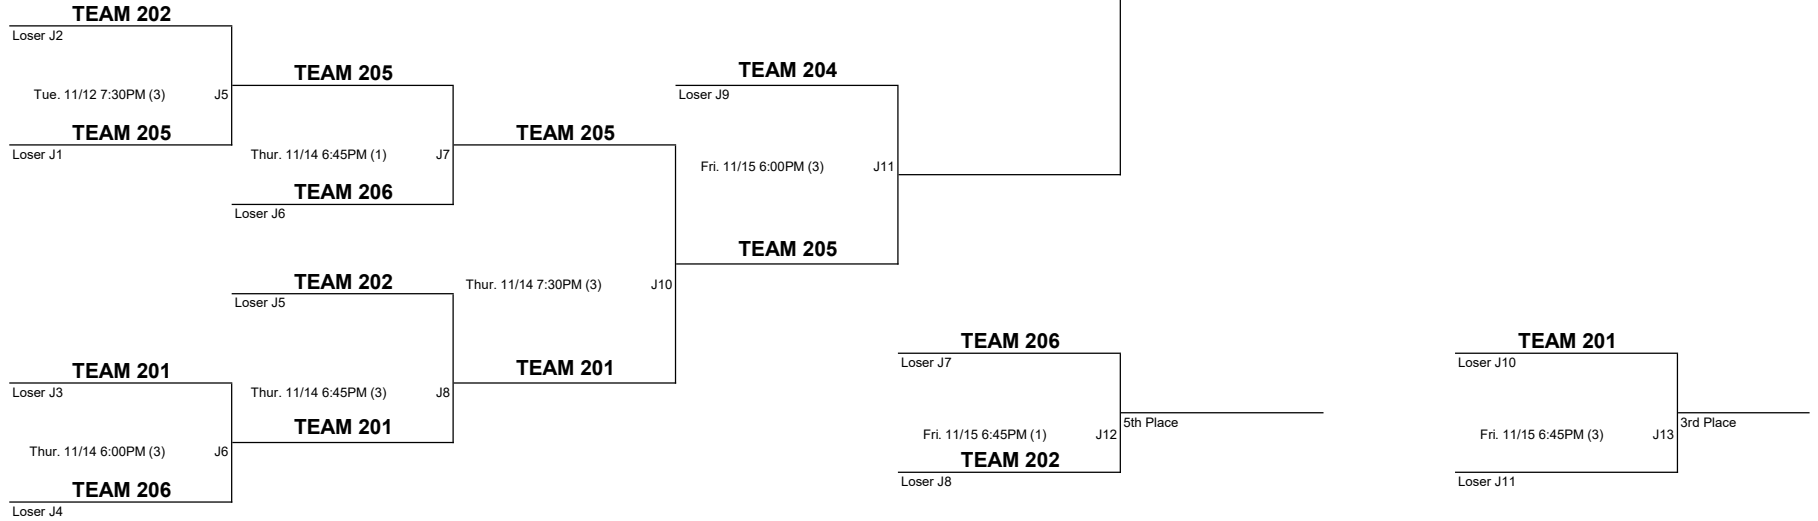 TEAM 202
Loser J2
Tue. 11/12 7:30PM (3) J5
TEAM 205
Loser J1
TEAM 205
Thur. 11/14 6:45PM (1) J7
TEAM 206
Loser J6
TEAM 205
TEAM 204
Loser J9
Fri. 11/15 6:00PM (3) J11
TEAM 205
Thur. 11/14 7:30PM (3) J10
TEAM 202
Loser J5
Thur. 11/14 6:45PM (3) J8
TEAM 201
TEAM 201
TEAM 201
Loser J3
Thur. 11/14 6:00PM (3) J6
TEAM 206
Loser J4
TEAM 206
Loser J7
Fri. 11/15 6:45PM (1) J12
5th Place
TEAM 202
Loser J8
TEAM 201
Loser J10
Fri. 11/15 6:45PM (3) J13
3rd Place
Loser J11